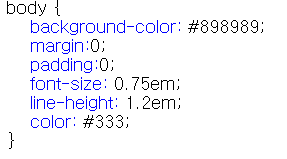 body {
    background-color: #898989;
    margin:0;
    padding:0;
    font-size: 0.75em;
    line-height: 1.2em;
    color: #333;
}